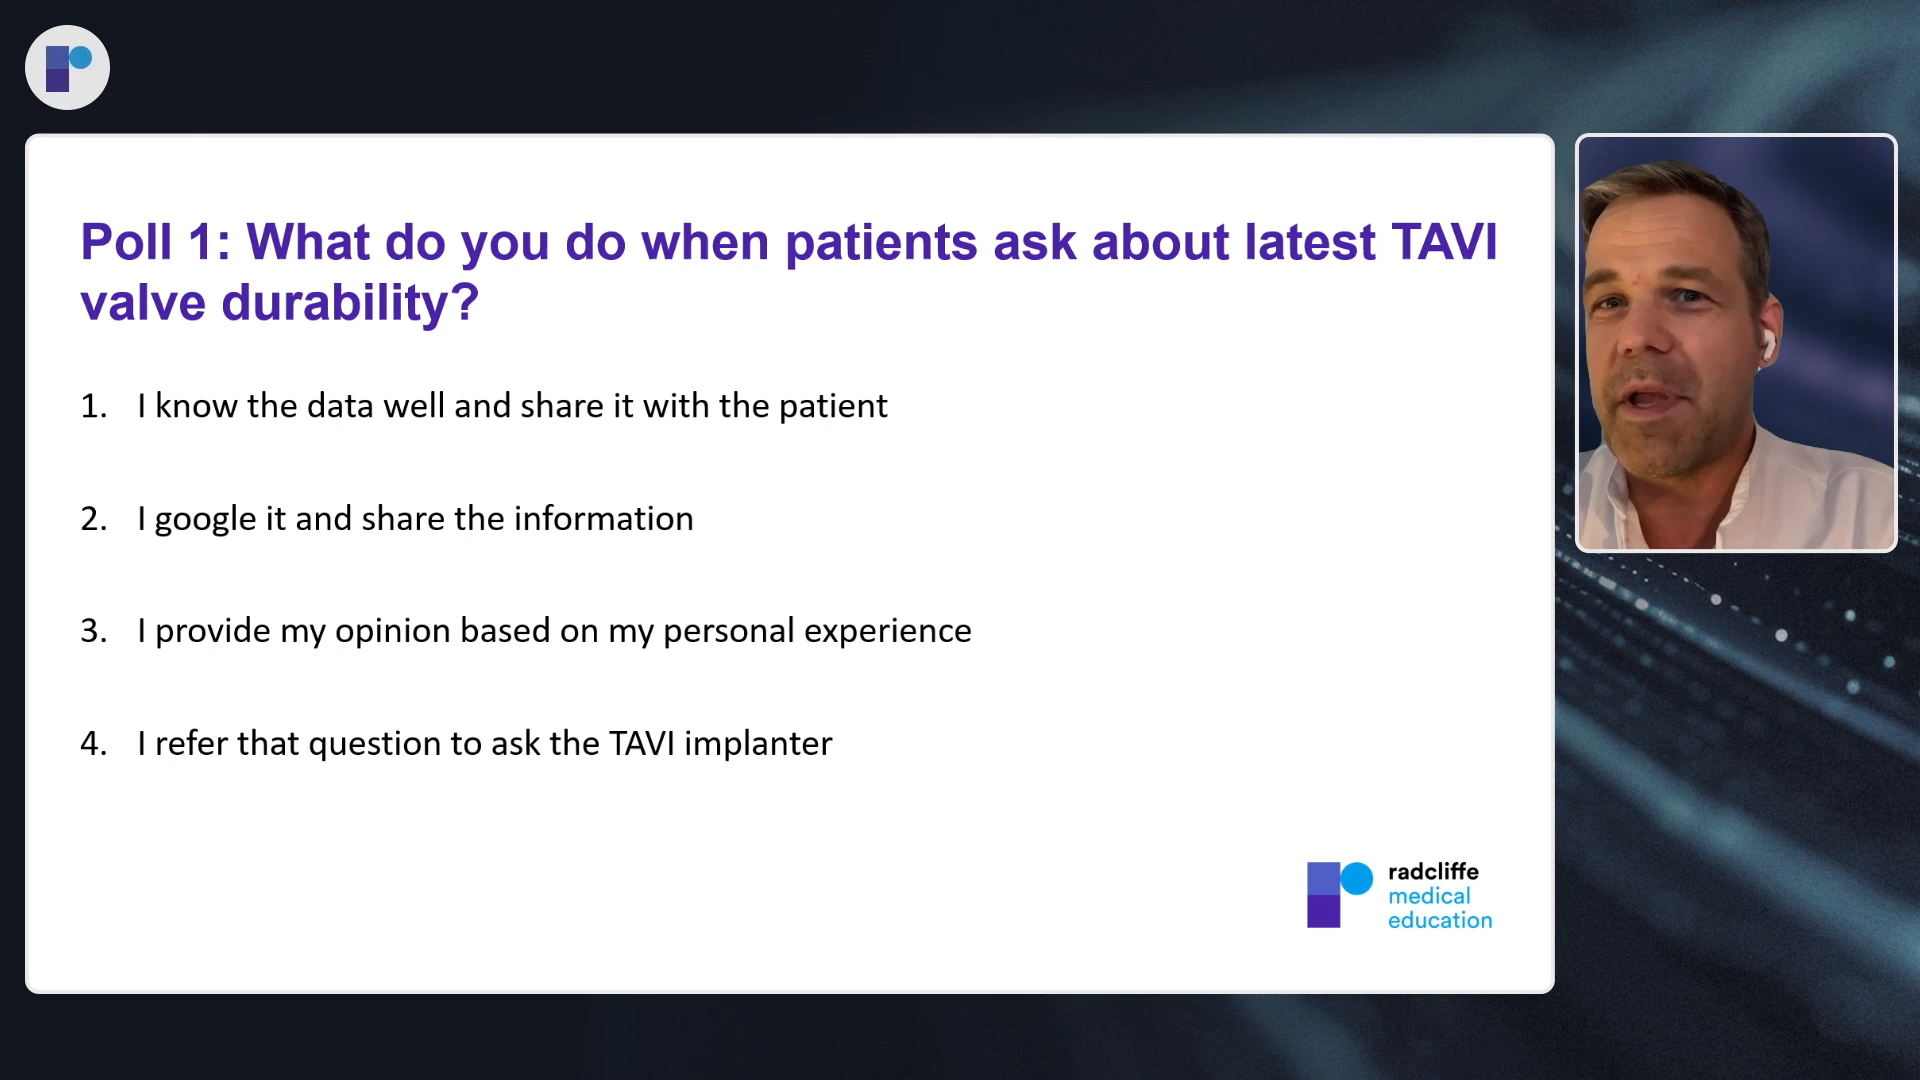 Poll 1: What do you do when patients ask about latest TAVI
valve durability?
1. I know the data well and share it with the patient
2. I google it and share the information
3. I provide my opinion based on my personal experience
4. I refer that question to ask the TAVI implanter
radcliffe
medical
education